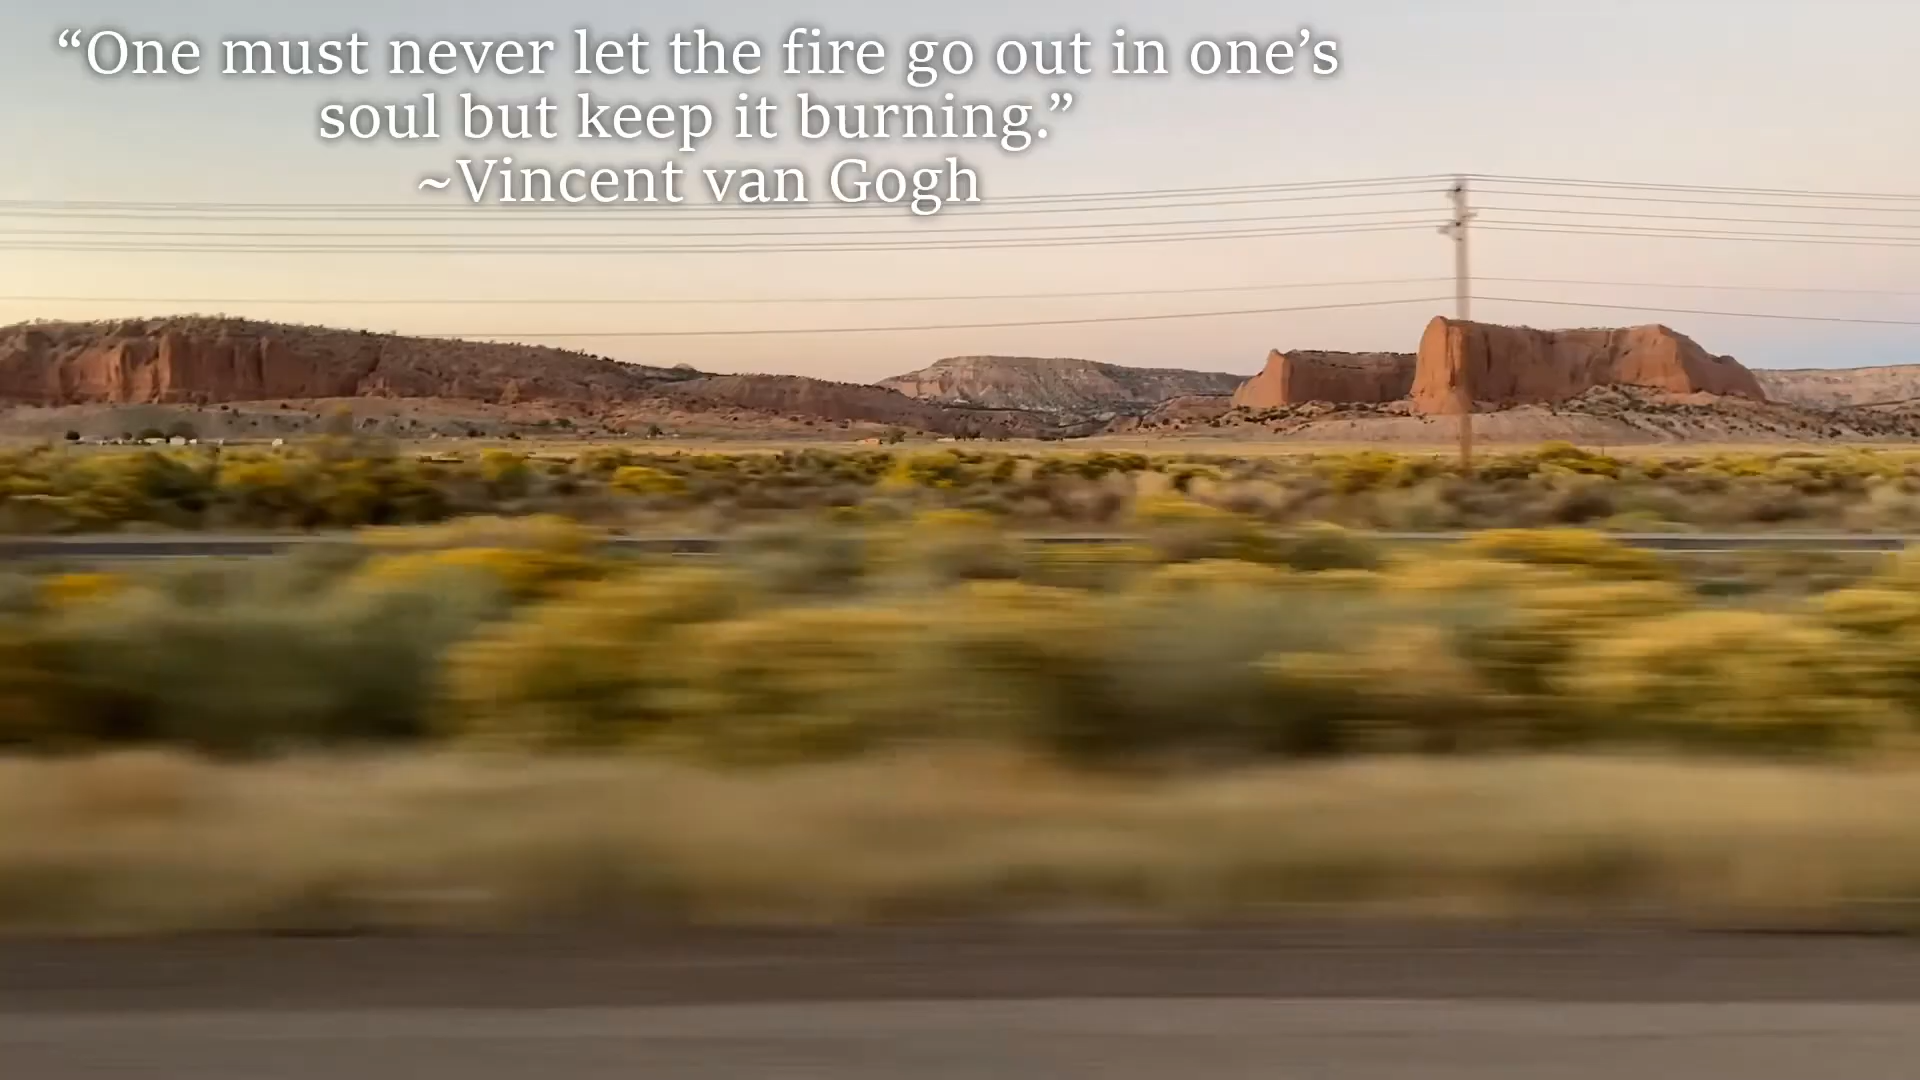 “One must never let the fire go out in one’s
soul but keep it burning.”
~Vincent van Gogh